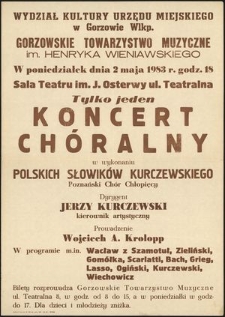 WYDZIAŁ KULTURY URZĘDU MIEJSKIEGO
w Gorzowie Wlkp.
GORZOWSKIE TOWARZYSTWO MUZYCZNE
im. HENRYKA WIENIAWSKIEGO
W poniedziałek dnia 2 maja 1983 r. godz. 18
Sala Teatru im. J. Osterwy ul. Teatralna
Tylko jeden
KONCERT
CHÓRALNY
w wykonaniu
POLSKICH SŁOWIKÓW KURCZEWSKIEGO
Poznański Chór Chłopięcy
Dyrygent
JERZY KURCZEWSKI
kierownik artystyczny
Prowadzenie
Wojciech A. Krolopp
W programie m.in. Wacław z Szamotuł, Zieliński,
Gomółka, Scarlatti, Bach, Grieg,
Lasso, Ogiński, Kurczewski,
Wiechowicz
Bilety rozprowadza Gorzowskie Towarzystwo Muzyczne
ul. Teatralna 8, w godz. od 8 do 15, a w poniedziałki w godz.
do 17. Dla dzieci i młodzieży zniżka.